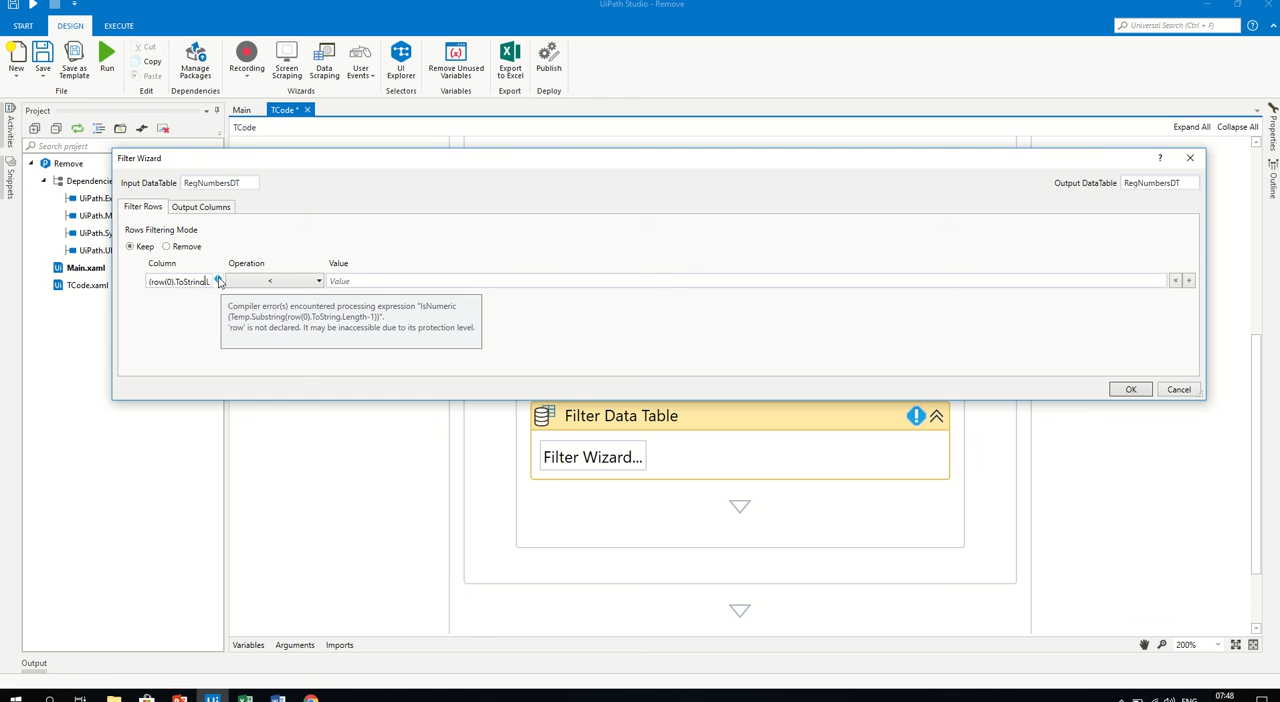 UiPath Studio - Remove
START
DESIGN
EXECUTE
Universal Search (Ctrl + F)
New
Save
Save as
Template
Run
Cut
Copy
Paste
Manage
Packages
Recording
Screen
Scraping
Data
Scraping
User
Events
UI
Explorer
Remove Unused
Variables
Export
to Excel
Publish
File
Edit
Dependencies
Wizards
Selectors
Variables
Export
Deploy
Activities
Snippets
Project
Search project
Remove
Dependencie
UiPath.Ex
UiPath.M
UiPath.Sy
UiPath.UI
Main.xaml
TCode.xaml
Main
TCode *
TCode
Expand All
Collapse All
Properties
Outline
Filter Wizard
Input DataTable
RegNumbersDT
Output DataTable
RegNumbersDT
Filter Rows
Output Columns
Rows Filtering Mode
Keep
Remove
Column
Operation
Value
(row(0).ToString.L
<
Value
Compiler error(s) encountered processing expression "IsNumeric
(Temp.Substring(row(0).ToString.Length-1))".
'row' is not declared. It may be inaccessible due to its protection level.
OK
Cancel
Filter Data Table
Filter Wizard...
Variables
Arguments
Imports
200%
Output
07:48
ENG